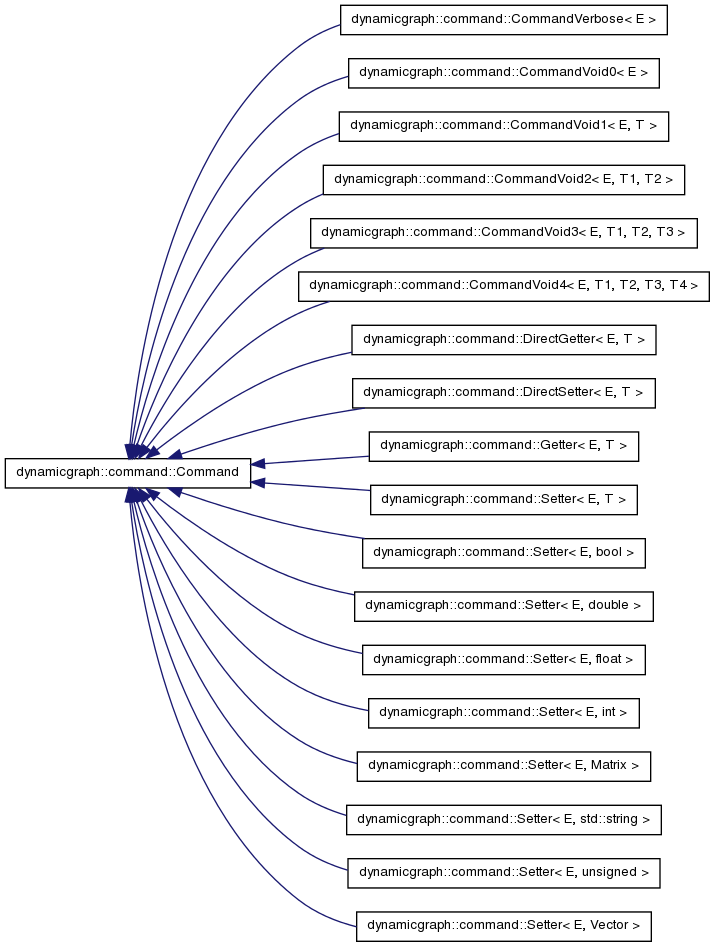 dynamicgraph::command::CommandVerbose< E >
dynamicgraph::command::CommandVoid0< E >
dynamicgraph::command::CommandVoid1< E, T >
dynamicgraph::command::CommandVoid2< E, T1, T2 >
dynamicgraph::command::CommandVoid3< E, T1, T2, T3 >
dynamicgraph::command::CommandVoid4< E, T1, T2, T3, T4 >
dynamicgraph::command::DirectGetter< E, T >
dynamicgraph::command::DirectSetter< E, T >
dynamicgraph::command::Getter< E, T >
dynamicgraph::command::Command
dynamicgraph::command::Setter< E, T >
dynamicgraph::command::Setter< E, bool >
dynamicgraph::command::Setter< E, double >
dynamicgraph::command::Setter< E, float >
dynamicgraph::command::Setter< E, int >
dynamicgraph::command::Setter< E, Matrix >
dynamicgraph::command::Setter< E, std::string >
dynamicgraph::command::Setter< E, unsigned >
dynamicgraph::command::Setter< E, Vector >